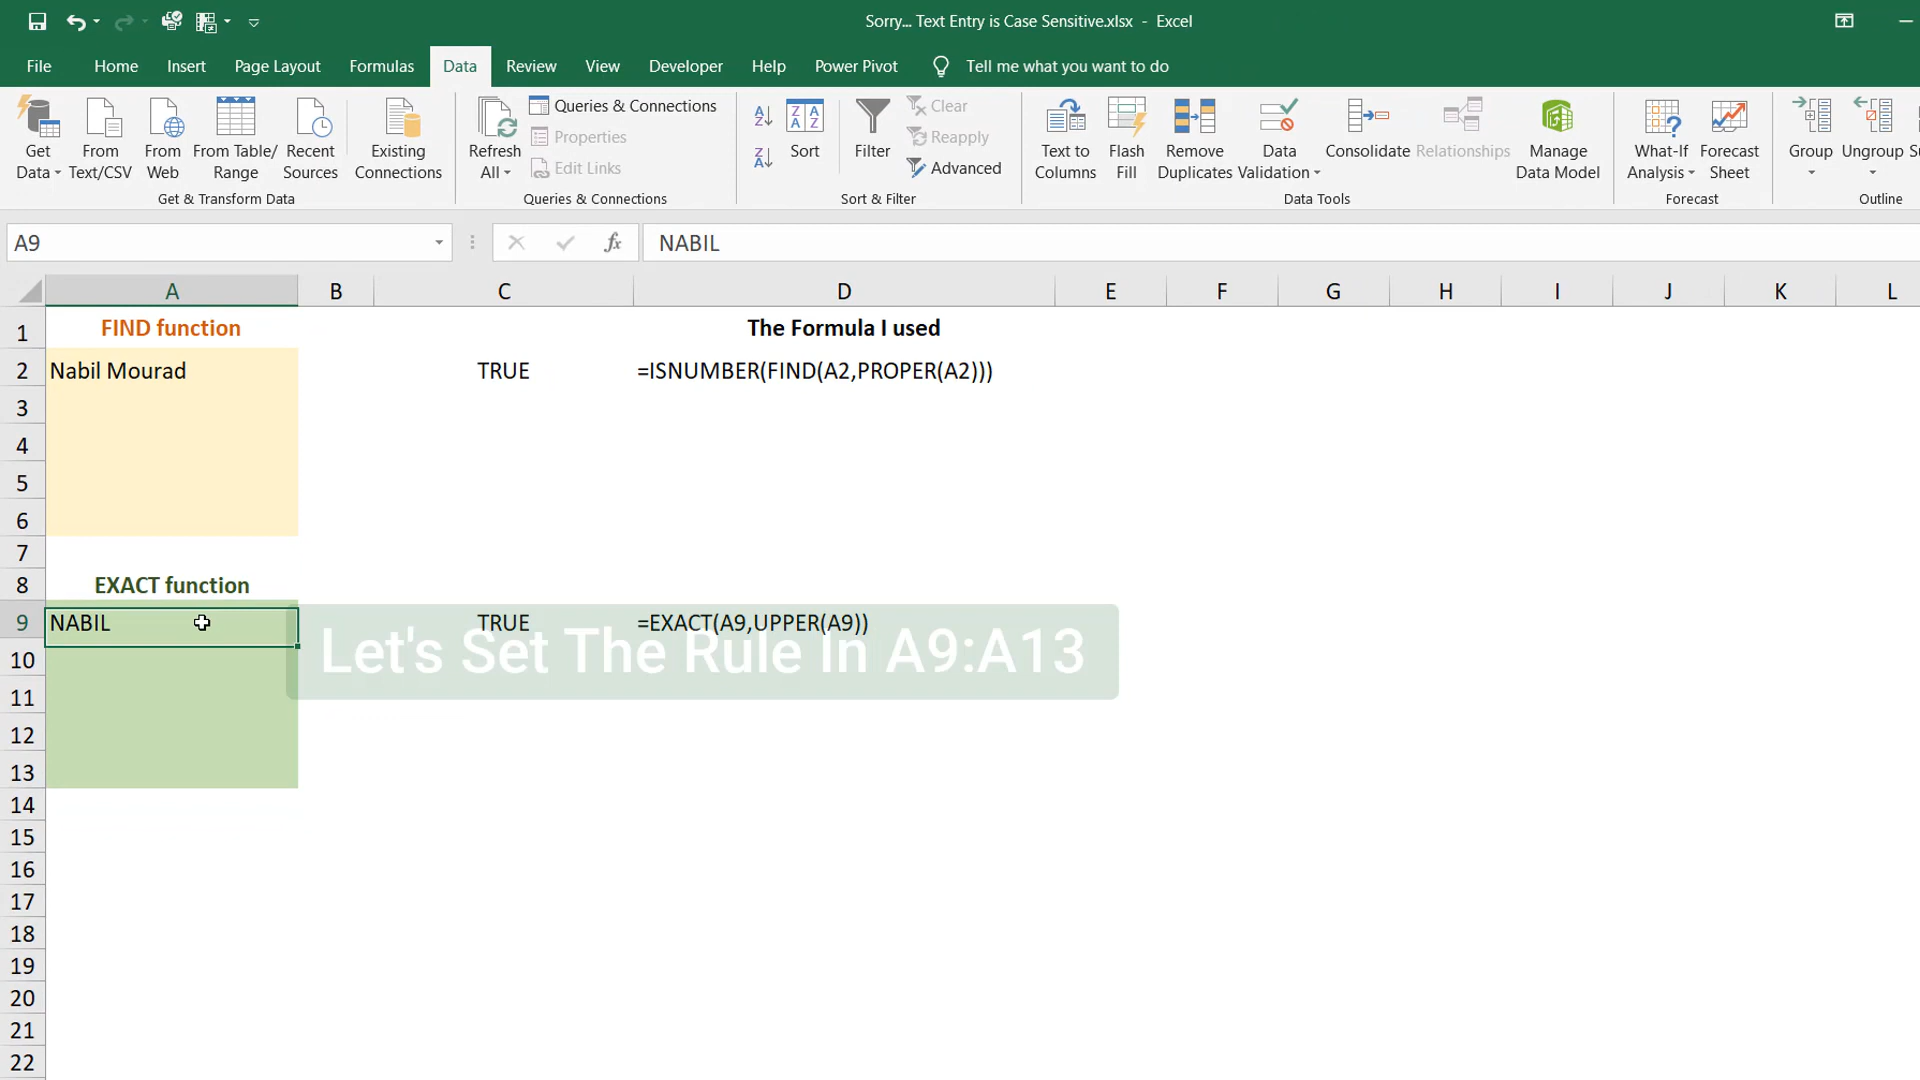 Sorry... Text Entry is Case Sensitive.xlsx - Excel
File Home Insert Page Layout Formulas Data Review View Developer Help Power Pivot Tell me what you want to do
Get Data
From Text/CSV
From Web
From Table/ Range
Recent Sources
Existing Connections
Get & Transform Data
Refresh All
Queries & Connections
Properties
Edit Links
Queries & Connections
Sort
Filter
Clear
Reapply
Advanced
Sort & Filter
Text to Columns
Flash Fill
Remove Duplicates
Data Validation
Consolidate
Relationships
Manage Data Model
Data Tools
What-If Analysis
Forecast Sheet
Forecast
Group
Ungroup
Outline
A9 fx NABIL
A B C D E F G H I J K L
1 FIND function The Formula I used
2 Nabil Mourad TRUE =ISNUMBER(FIND(A2,PROPER(A2)))
3
4
5
6
7
8 EXACT function
9 NABIL TRUE =EXACT(A9,UPPER(A9))
Let's Set The Rule In A9:A13
10
11
12
13
14
15
16
17
18
19
20
21
22